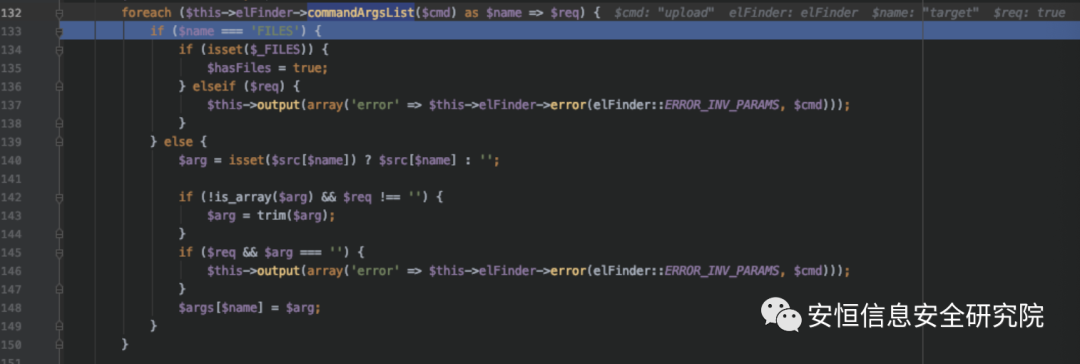 132 foreach ($this->elFinder->commandArgsList($cmd) as $name => $req) { $cmd: "upload" elFinder: elFinder $name: "target" $req: true
133 if ($name === 'FILES') {
134 if (isset($_FILES)) {
135 $hasFiles = true;
136 } elseif ($req) {
137 $this->output(array('error' => $this->elFinder->error(elFinder::ERROR_INV_PARAMS, $cmd)));
138 }
139 } else {
140 $arg = isset($src[$name]) ? $src[$name] : '';
141
142 if (!is_array($arg) && $req !== '') {
143 $arg = trim($arg);
144 }
145 if ($req && $arg === '') {
146 $this->output(array('error' => $this->elFinder->error(elFinder::ERROR_INV_PARAMS, $cmd)));
147 }
148 $args[$name] = $arg;
149 }
150 }
151
安恒信息安全研究院